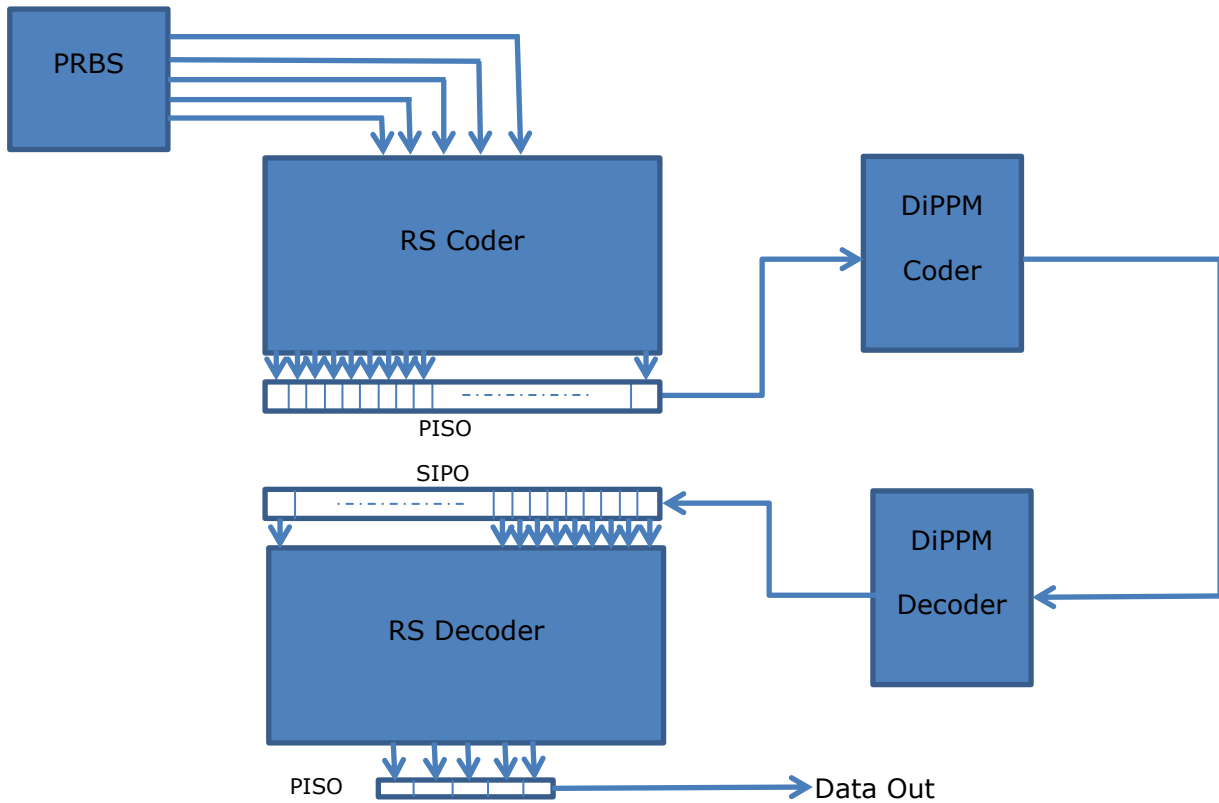 PRBS
RS Coder
DiPPM
Coder
PISO
SIPO
DiPPM
Decoder
RS Decoder
PISO
Data Out